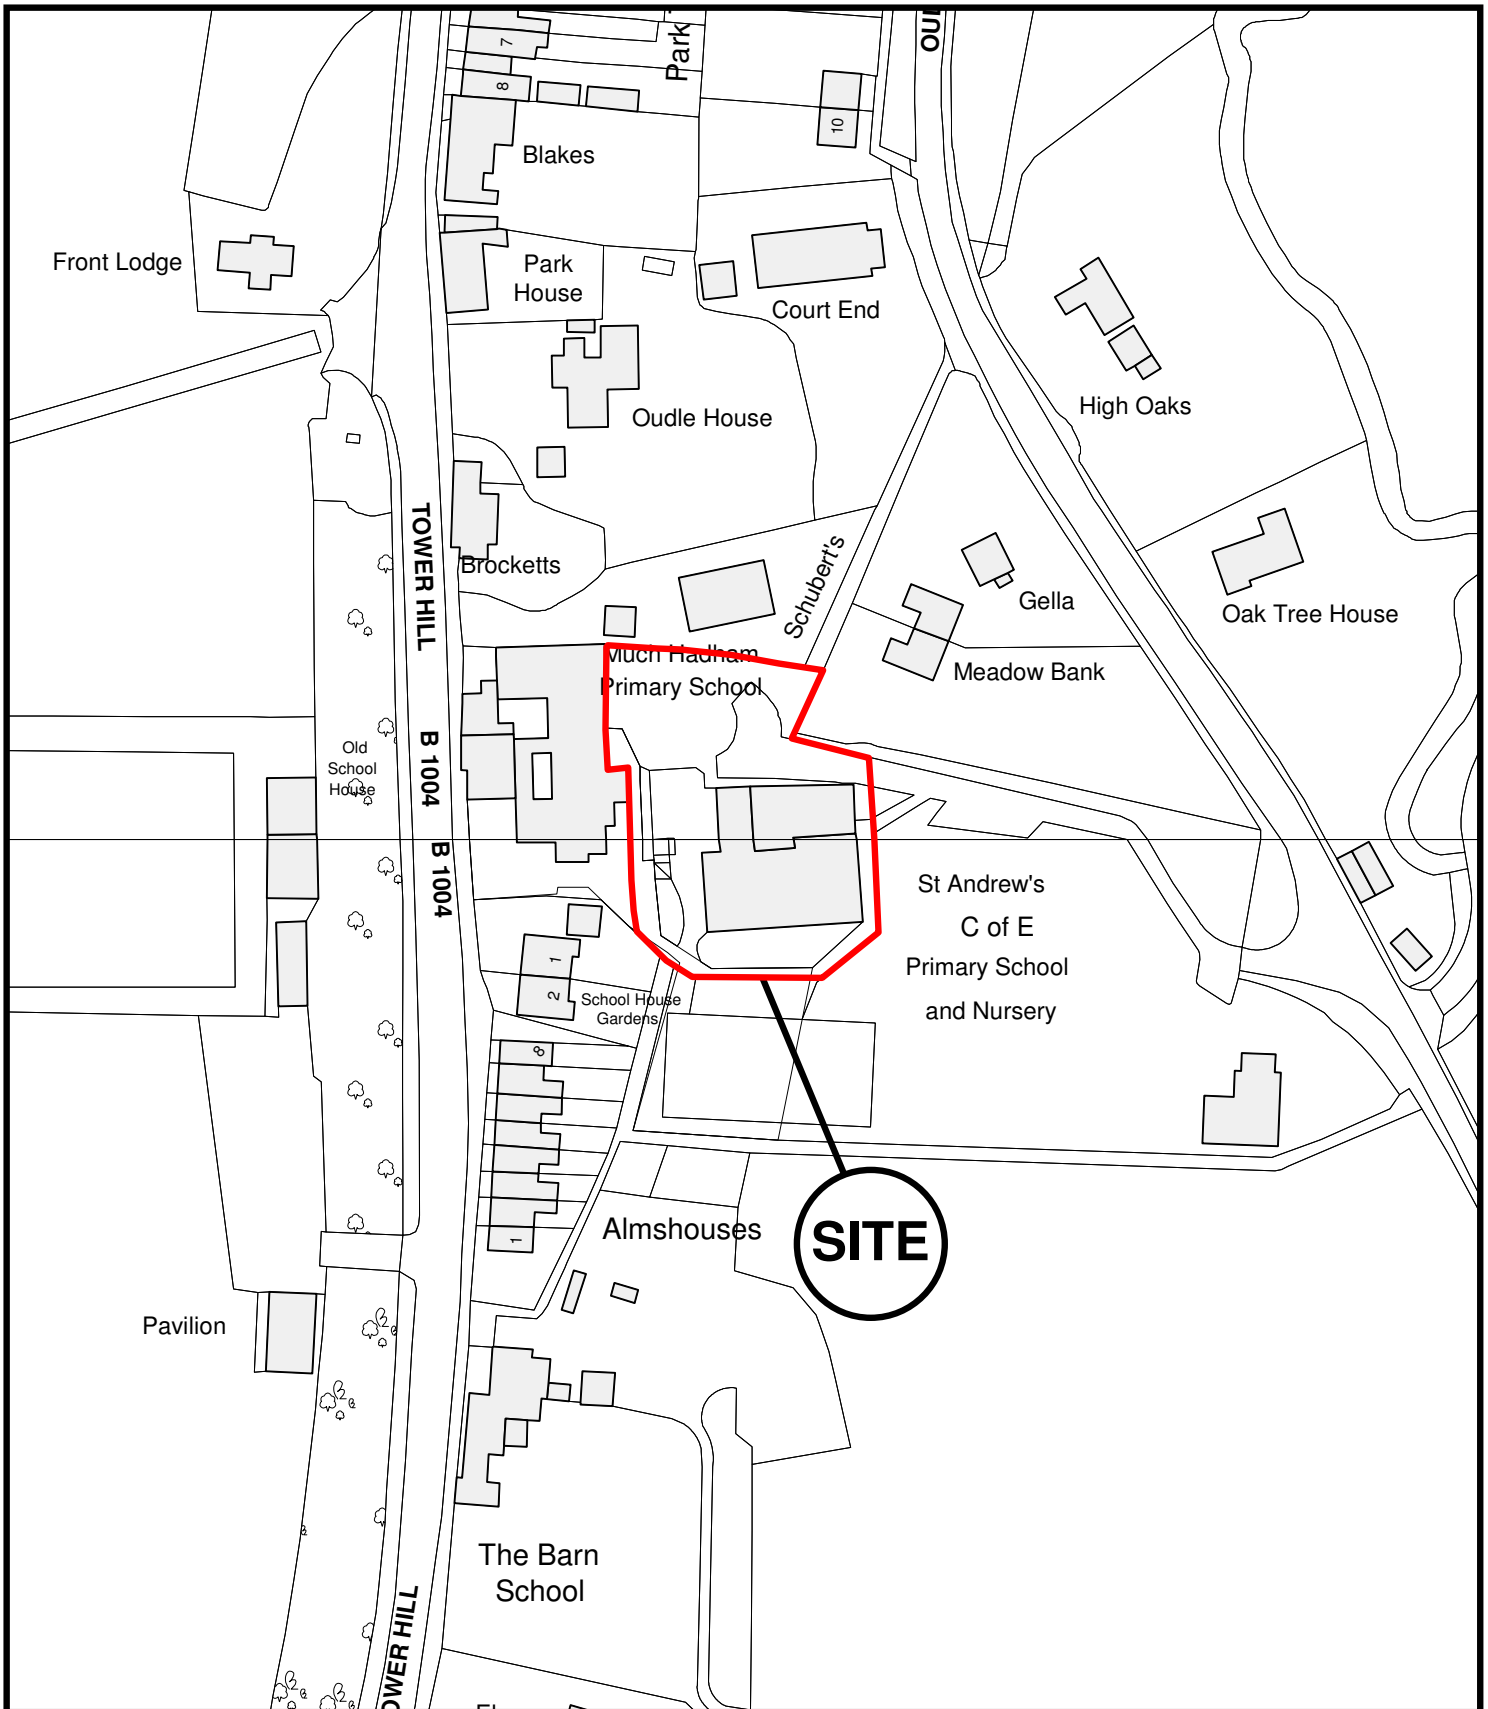 7
8
Park
OUD
10
Blakes
Front Lodge
Park
House
Court End
High Oaks
Oudle House
TOWER HILL
Brocketts
Schubert's
Gella
Oak Tree House
Much Hadham
Primary School
Meadow Bank
Old
School
House
B 1004
B 1004
St Andrew's
C of E
Primary School
and Nursery
1
2
School House
Gardens
8
1
Almshouses
SITE
Pavilion
The Barn
School
OWER HILL